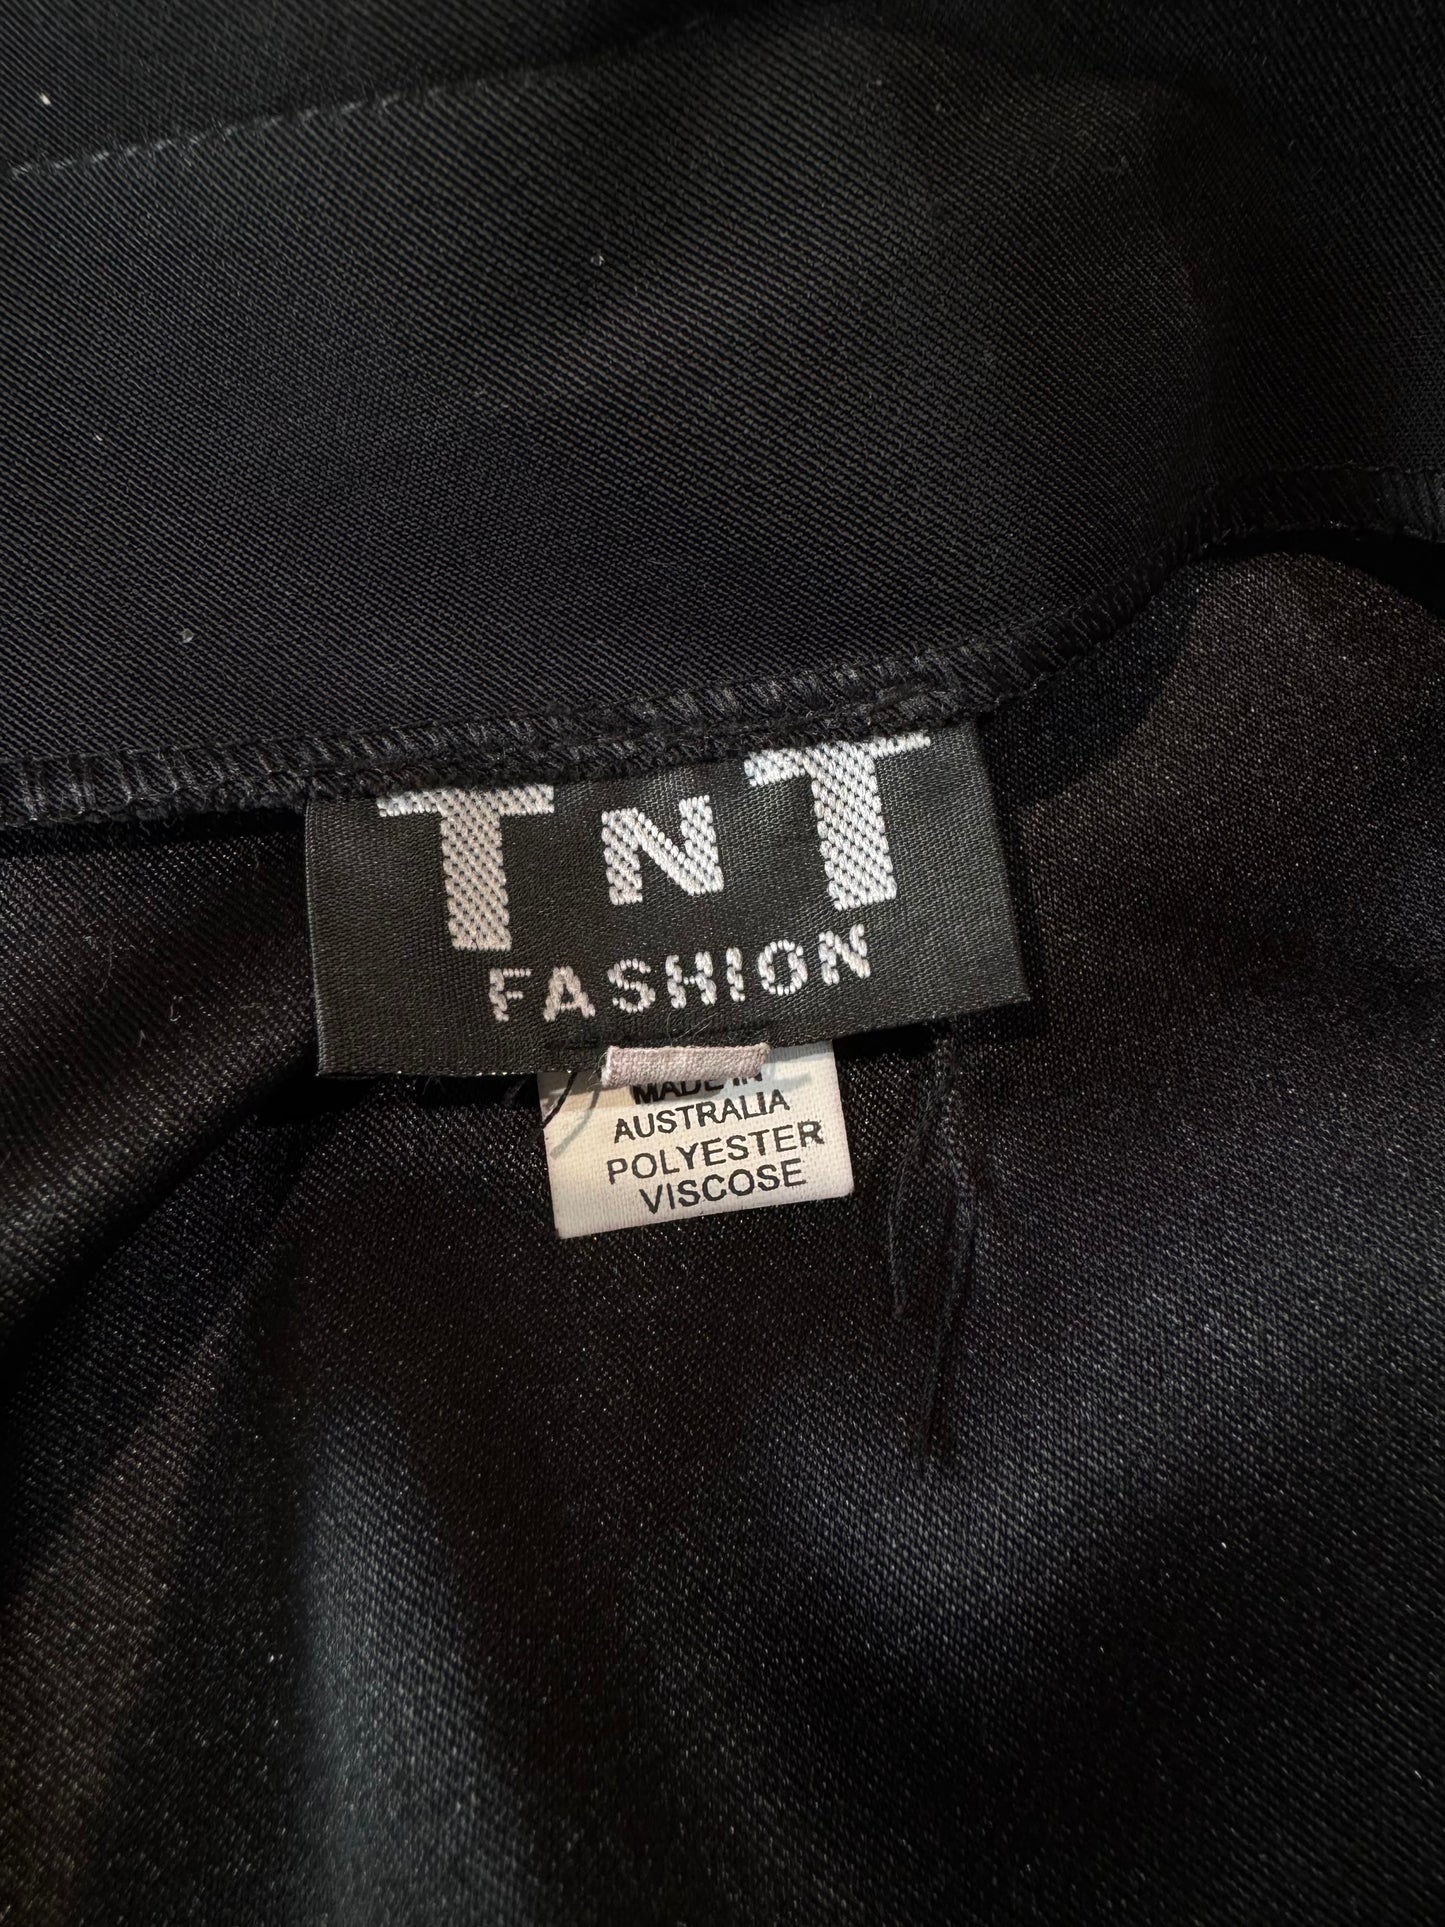 TNT
FASHION
MADE IN
AUSTRALIA
POLYESTER
VISCOSE